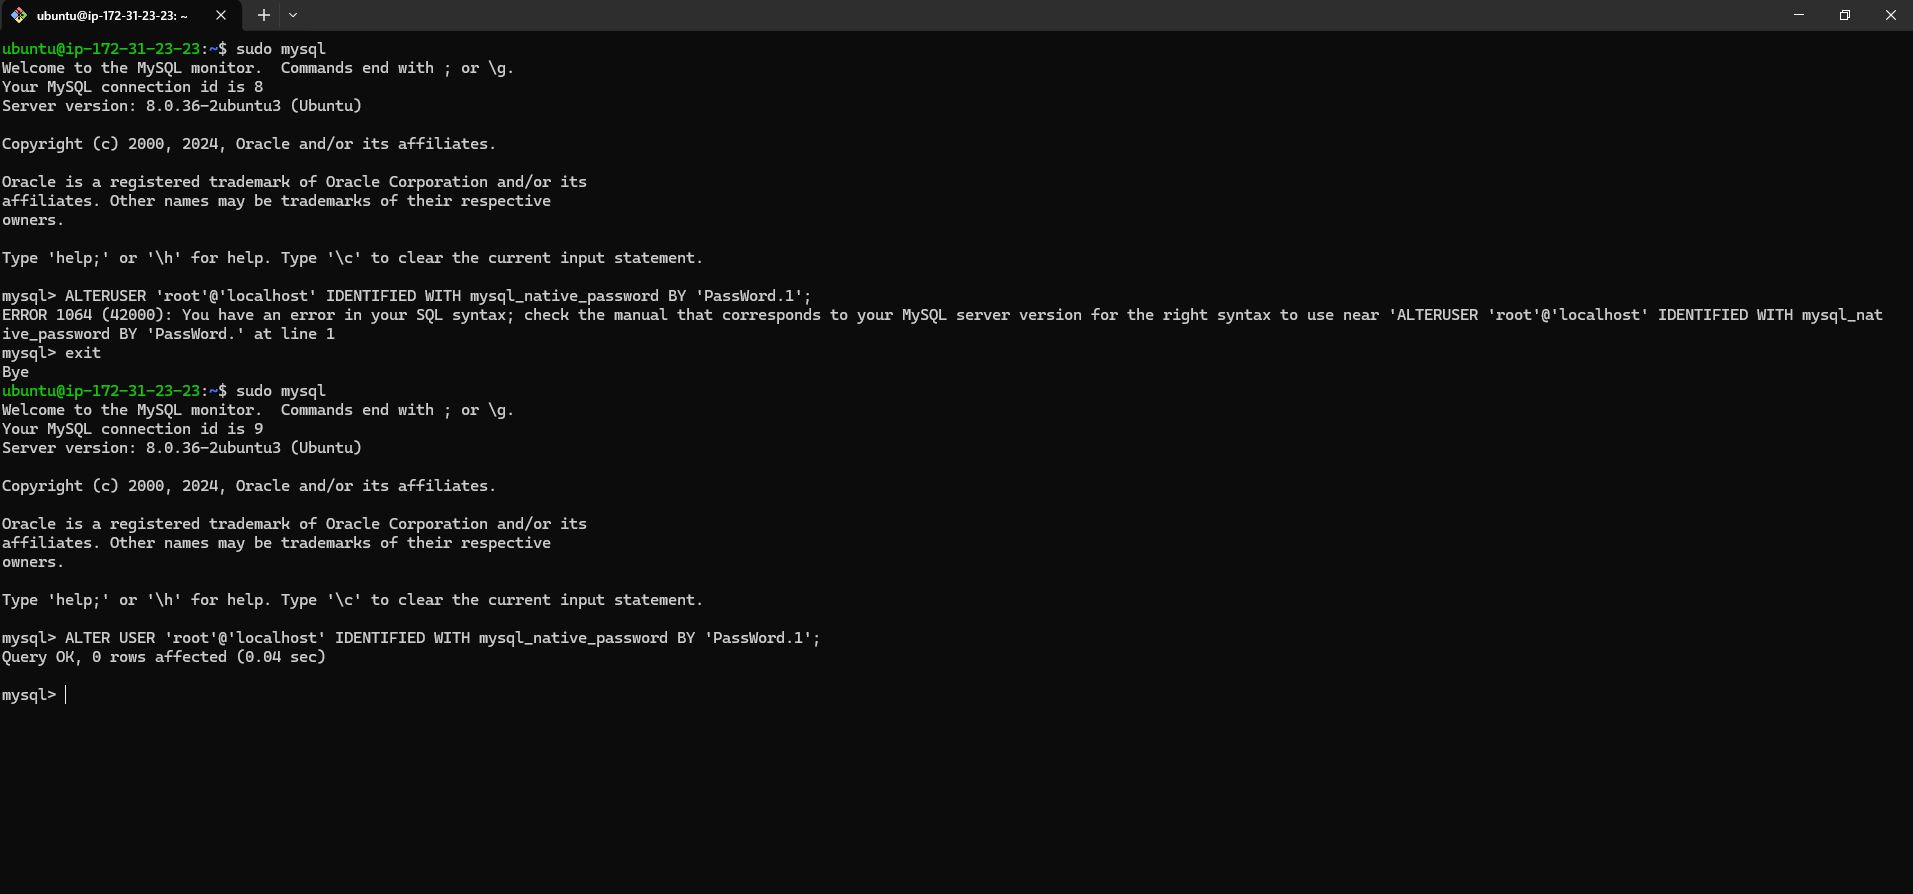 ubuntu@ip-172-31-23-23: ~
ubuntu@ip-172-31-23-23:~$ sudo mysql
Welcome to the MySQL monitor.  Commands end with ; or \g.
Your MySQL connection id is 8
Server version: 8.0.36-2ubuntu3 (Ubuntu)
Copyright (c) 2000, 2024, Oracle and/or its affiliates.
Oracle is a registered trademark of Oracle Corporation and/or its
affiliates. Other names may be trademarks of their respective
owners.
Type 'help;' or '\h' for help. Type '\c' to clear the current input statement.
mysql> ALTERUSER 'root'@'localhost' IDENTIFIED WITH mysql_native_password BY 'PassWord.1';
ERROR 1064 (42000): You have an error in your SQL syntax; check the manual that corresponds to your MySQL server version for the right syntax to use near 'ALTERUSER 'root'@'localhost' IDENTIFIED WITH mysql_nat
ive_password BY 'PassWord.' at line 1
mysql> exit
Bye
ubuntu@ip-172-31-23-23:~$ sudo mysql
Welcome to the MySQL monitor.  Commands end with ; or \g.
Your MySQL connection id is 9
Server version: 8.0.36-2ubuntu3 (Ubuntu)
Copyright (c) 2000, 2024, Oracle and/or its affiliates.
Oracle is a registered trademark of Oracle Corporation and/or its
affiliates. Other names may be trademarks of their respective
owners.
Type 'help;' or '\h' for help. Type '\c' to clear the current input statement.
mysql> ALTER USER 'root'@'localhost' IDENTIFIED WITH mysql_native_password BY 'PassWord.1';
Query OK, 0 rows affected (0.04 sec)
mysql>